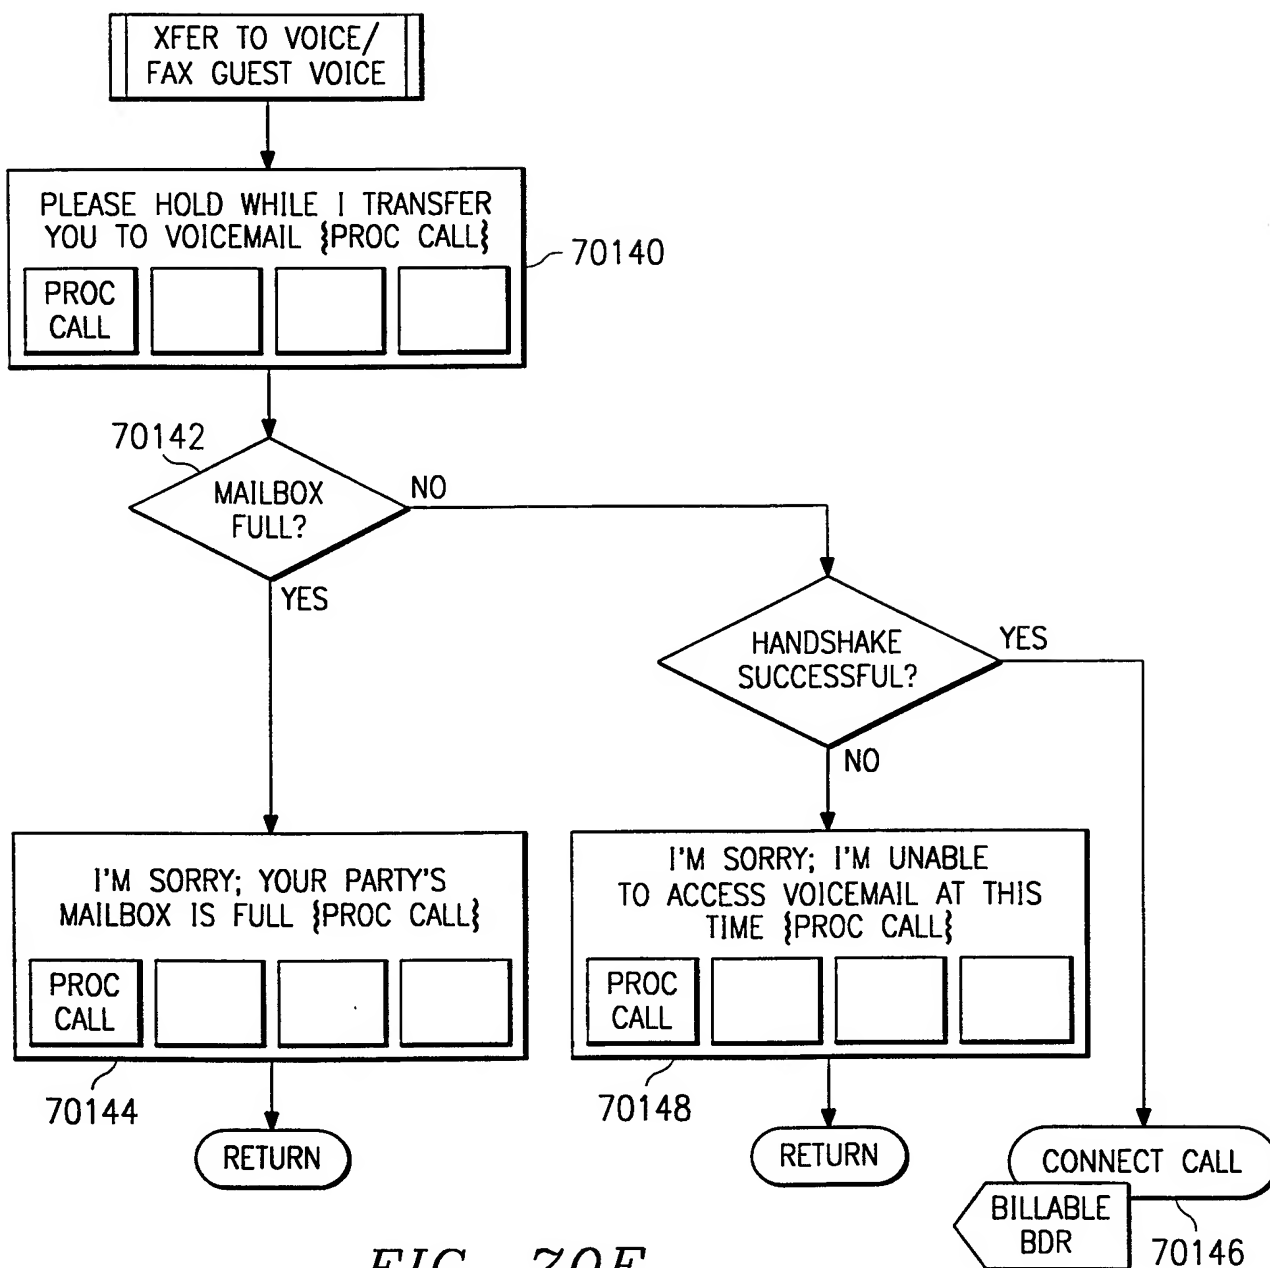 XFER TO VOICE/
FAX GUEST VOICE
PLEASE HOLD WHILE I TRANSFER
YOU TO VOICEMAIL {PROC CALL}
70140
PROC
CALL
70142
MAILBOX
FULL?
NO
YES
HANDSHAKE
SUCCESSFUL?
YES
NO
I'M SORRY; YOUR PARTY'S
MAILBOX IS FULL {PROC CALL}
PROC
CALL
70144
RETURN
I'M SORRY; I'M UNABLE
TO ACCESS VOICEMAIL AT THIS
TIME {PROC CALL}
PROC
CALL
70148
RETURN
CONNECT CALL
BILLABLE
BDR
70146